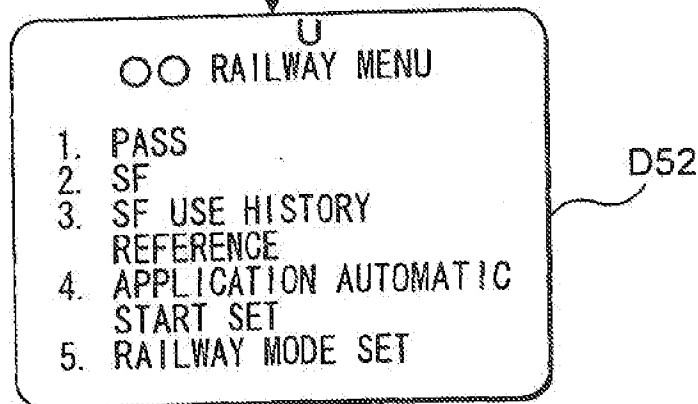 U
○○ RAILWAY MENU
1. PASS
2. SF
3. SF USE HISTORY
REFERENCE
4. APPLICATION AUTOMATIC
START SET
5. RAILWAY MODE SET
D52